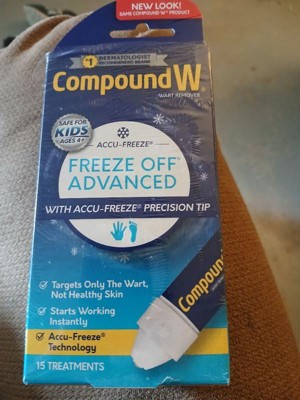 NEW LOOK!
SAME COMPOUND W® PRODUCT
#1 DERMATOLOGIST
RECOMMENDED BRAND
Compound W®
WART REMOVER
SAFE FOR
KIDS
AGES 4+
ACCU-FREEZE®
FREEZE OFF®
ADVANCED
WITH ACCU-FREEZE® PRECISION TIP
Targets Only The Wart,
Not Healthy Skin
Starts Working
Instantly
Accu-Freeze®
Technology
15 TREATMENTS
Compound